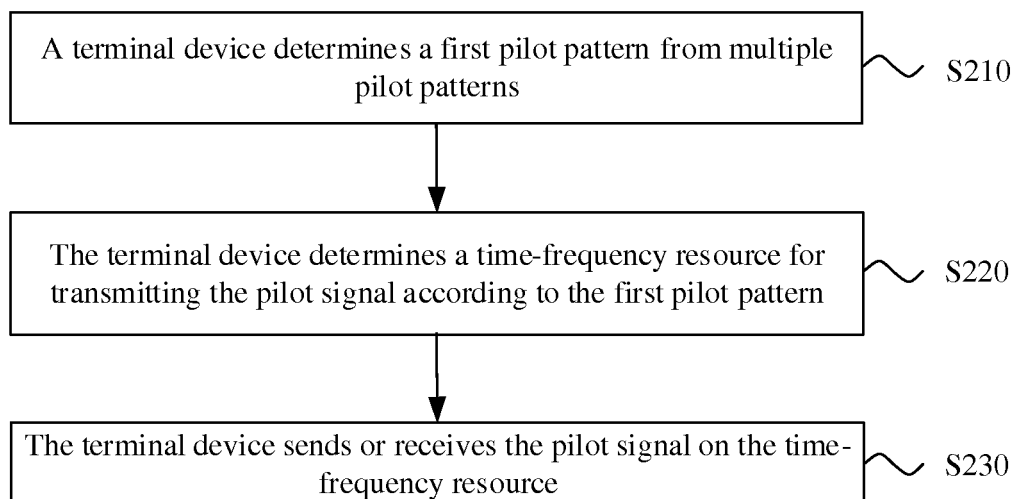 A terminal device determines a first pilot pattern from multiple
pilot patterns
S210
The terminal device determines a time-frequency resource for
transmitting the pilot signal according to the first pilot pattern
S220
The terminal device sends or receives the pilot signal on the time-
frequency resource
S230